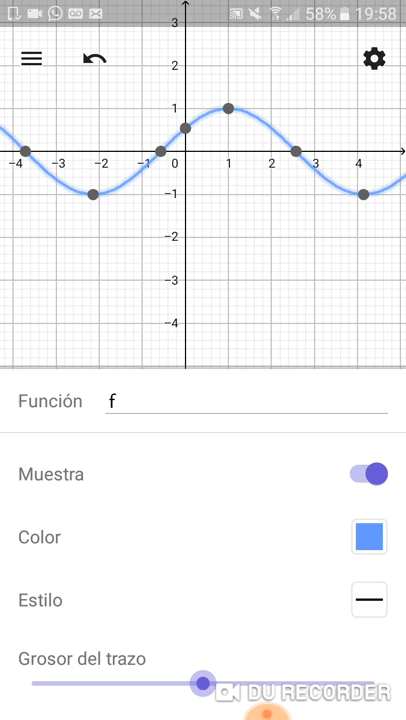 58% 19:58
3
2
1
−4 −3 −2 −1 0 1 2 3 4 5
−1
−2
−3
−4
Función f
Muestra
Color
Estilo
Grosor del trazo
DU RECORDER